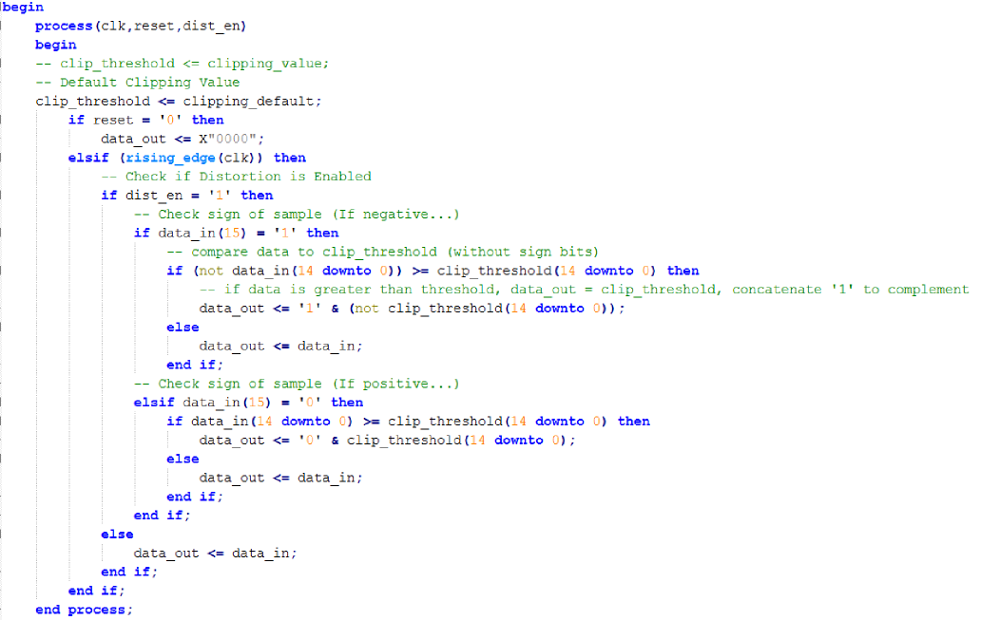 begin
process(clk,reset,dist_en)
begin
-- clip_threshold <= clipping_value;
-- Default Clipping Value
clip_threshold <= clipping_default;
if reset = '0' then
data_out <= X"0000";
elsif (rising_edge(clk)) then
-- Check if Distortion is Enabled
if dist_en = '1' then
-- Check sign of sample (If negative...)
if data_in(15) = '1' then
-- compare data to clip_threshold (without sign bits)
if (not data_in(14 downto 0)) >= clip_threshold(14 downto 0) then
-- if data is greater than threshold, data_out = clip_threshold, concatenate '1' to complement
data_out <= '1' & (not clip_threshold(14 downto 0));
else
data_out <= data_in;
end if;
-- Check sign of sample (If positive...)
elsif data_in(15) = '0' then
if data_in(14 downto 0) >= clip_threshold(14 downto 0) then
data_out <= '0' & clip_threshold(14 downto 0);
else
data_out <= data_in;
end if;
end if;
else
data_out <= data_in;
end if;
end if;
end process;